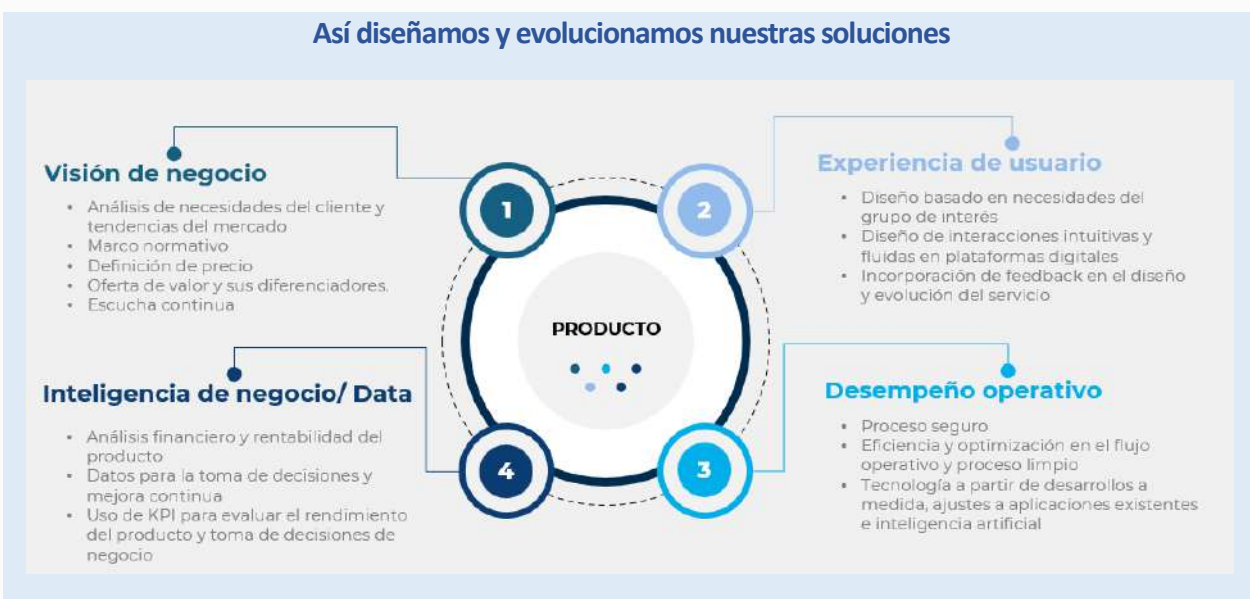 Así diseñamos y evolucionamos nuestras soluciones
Visión de negocio
• Análisis de necesidades del cliente y
tendencias del mercado
• Marco normativo
• Definición de precio
• Oferta de valor y sus diferenciadores.
• Escucha continua
1
2
Experiencia de usuario
• Diseño basado en necesidades del
grupo de interés
• Diseño de interacciones intuitivas y
fluidas en plataformas digitales
• Incorporación de feedback en el diseño
y evolución del servicio
PRODUCTO
Inteligencia de negocio/ Data
• Análisis financiero y rentabilidad del
producto
• Datos para la toma de decisiones y
mejora continua
• Uso de KPI para evaluar el rendimiento
del producto y toma de decisiones de
negocio
4
3
Desempeño operativo
• Proceso seguro
• Eficiencia y optimización en el flujo
operativo y proceso limpio
• Tecnología a partir de desarrollos a
medida, ajustes a aplicaciones existentes
e inteligencia artificial